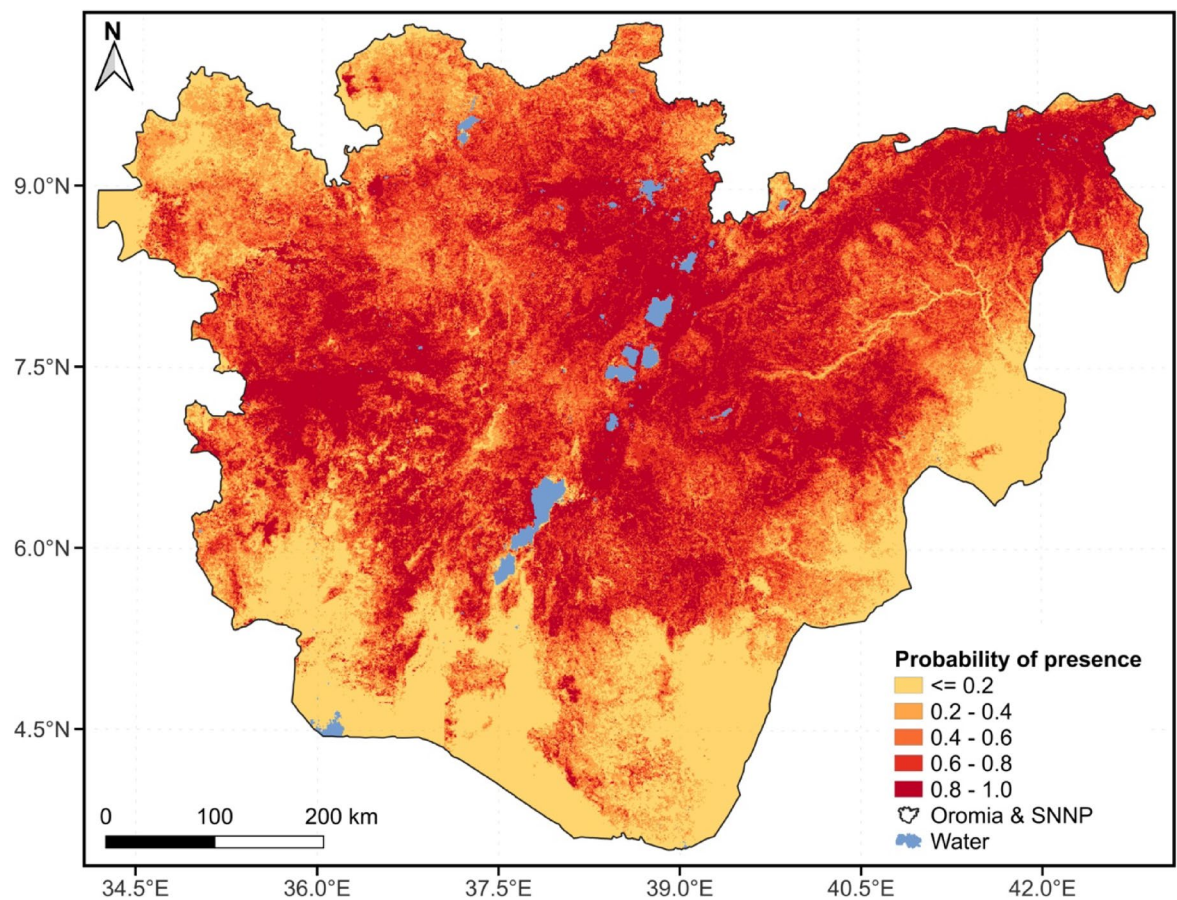 N
9.0°N
7.5°N
6.0°N
4.5°N
Probability of presence
<= 0.2
0.2 - 0.4
0.4 - 0.6
0.6 - 0.8
0.8 - 1.0
Oromia & SNNP
Water
0 100 200 km
34.5°E 36.0°E 37.5°E 39.0°E 40.5°E 42.0°E